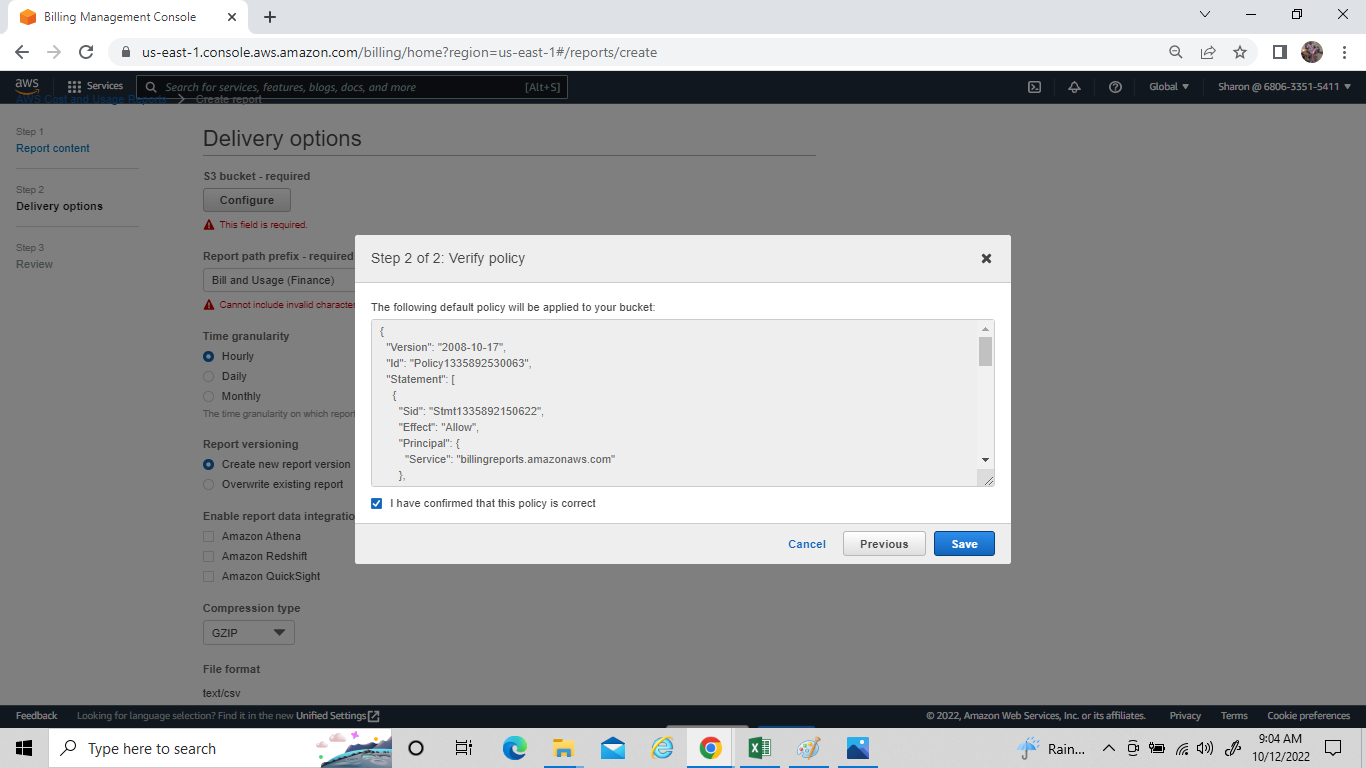 Billing Management Console
us-east-1.console.aws.amazon.com/billing/home?region=us-east-1#/reports/create
aws
Services
Search for services, features, blogs, docs, and more
[Alt+S]
Global
Sharon @ 6806-3351-5411
AWS Cost and Usage Reports
Create report
Step 1
Report content
Step 2
Delivery options
Step 3
Review
Delivery options
S3 bucket - required
Configure
This field is required.
Report path prefix - required
Bill and Usage (Finance)
Cannot include invalid character
Time granularity
Hourly
Daily
Monthly
The time granularity on which report
Report versioning
Create new report version
Overwrite existing report
Enable report data integratio
Amazon Athena
Amazon Redshift
Amazon QuickSight
Compression type
GZIP
File format
text/csv
Step 2 of 2: Verify policy
The following default policy will be applied to your bucket:
{
"Version": "2008-10-17",
"Id": "Policy1335892530063",
"Statement": [
{
"Sid": "Stmt1335892150622",
"Effect": "Allow",
"Principal": {
"Service": "billingreports.amazonaws.com"
},
I have confirmed that this policy is correct
Cancel
Previous
Save
Feedback
Looking for language selection? Find it in the new Unified Settings
© 2022, Amazon Web Services, Inc. or its affiliates.
Privacy
Terms
Cookie preferences
Type here to search
Rain...
9:04 AM
10/12/2022